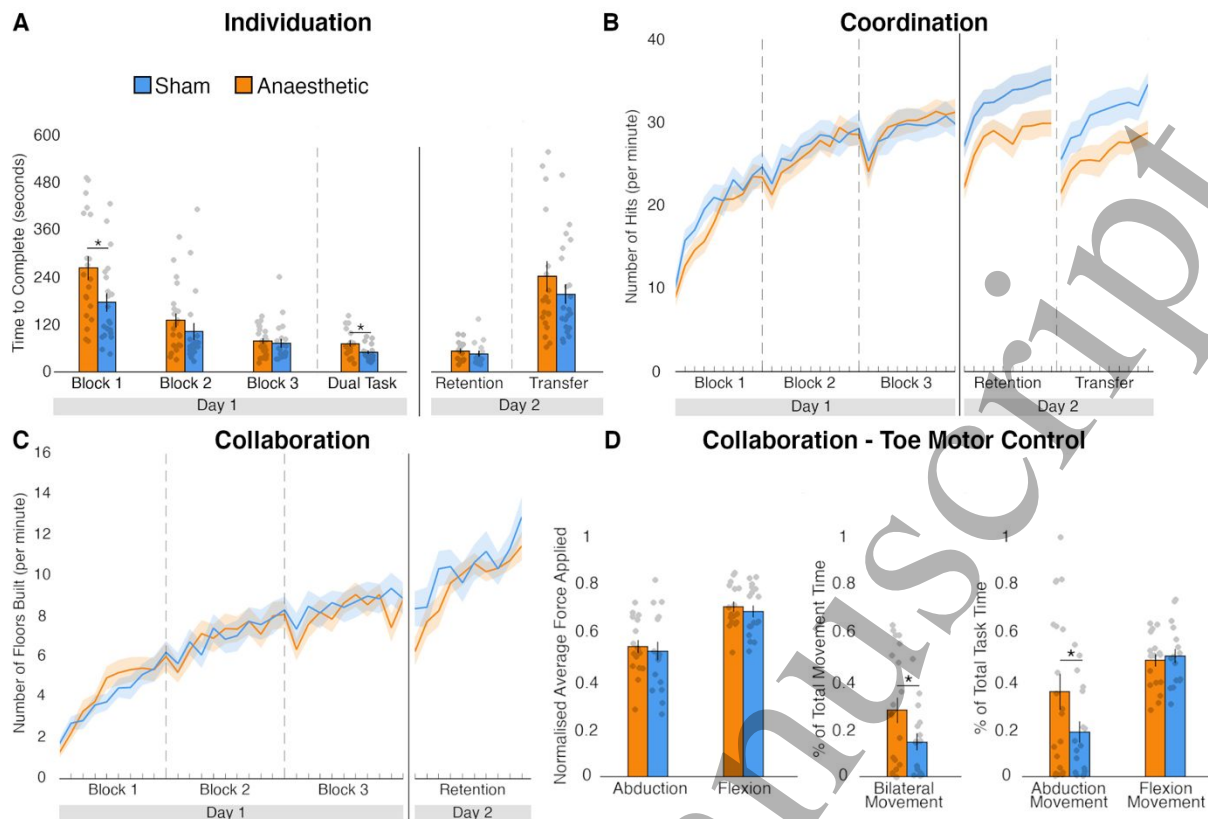 A Individuation
Sham Anaesthetic
Time to Complete (seconds)
600
480
360
240
120
0
*
*
Block 1 Block 2 Block 3 Dual Task Retention Transfer
Day 1 Day 2
B Coordination
Number of Hits (per minute)
40
30
20
10
0
Block 1 Block 2 Block 3 Retention Transfer
Day 1 Day 2
C Collaboration
Number of Floors Built (per minute)
16
14
12
10
8
6
4
2
0
Block 1 Block 2 Block 3 Retention
Day 1 Day 2
D Collaboration - Toe Motor Control
Normalised Average Force Applied
1
0.8
0.6
0.4
0.2
0
Abduction Flexion
% of Total Movement Time
1
0.8
0.6
0.4
0.2
0
*
Bilateral
Movement
% of Total Task Time
1
0.8
0.6
0.4
0.2
0
*
Abduction Flexion
Movement Movement
nuscript